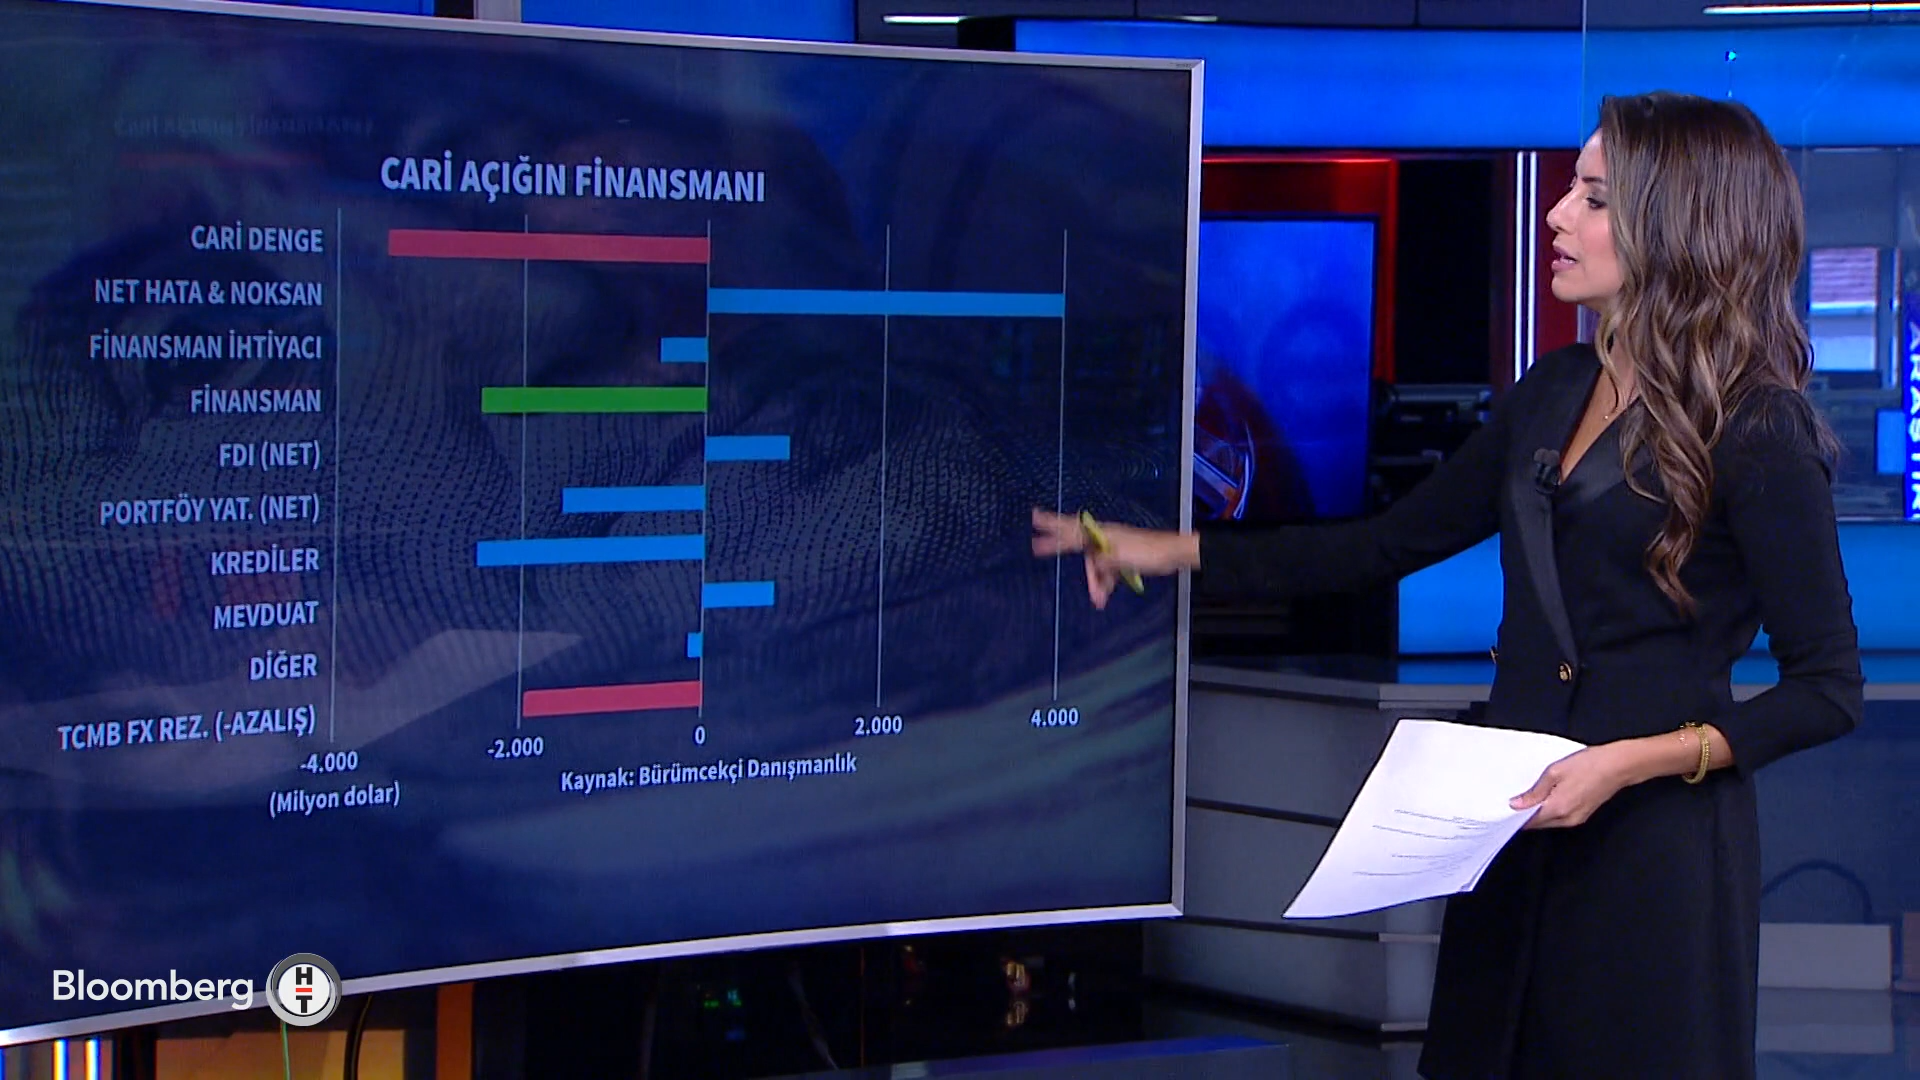 CARİ AÇIĞIN FİNANSMANI
CARİ DENGE
NET HATA & NOKSAN
FİNANSMAN İHTİYACI
FİNANSMAN
FDI (NET)
PORTFÖY YAT. (NET)
KREDİLER
MEVDUAT
DİĞER
TCMB FX REZ. (-AZALIŞ)
-4.000
-2.000
0
2.000
4.000
(Milyon dolar)
Kaynak: Bürümcekçi Danışmanlık
Bloomberg HT